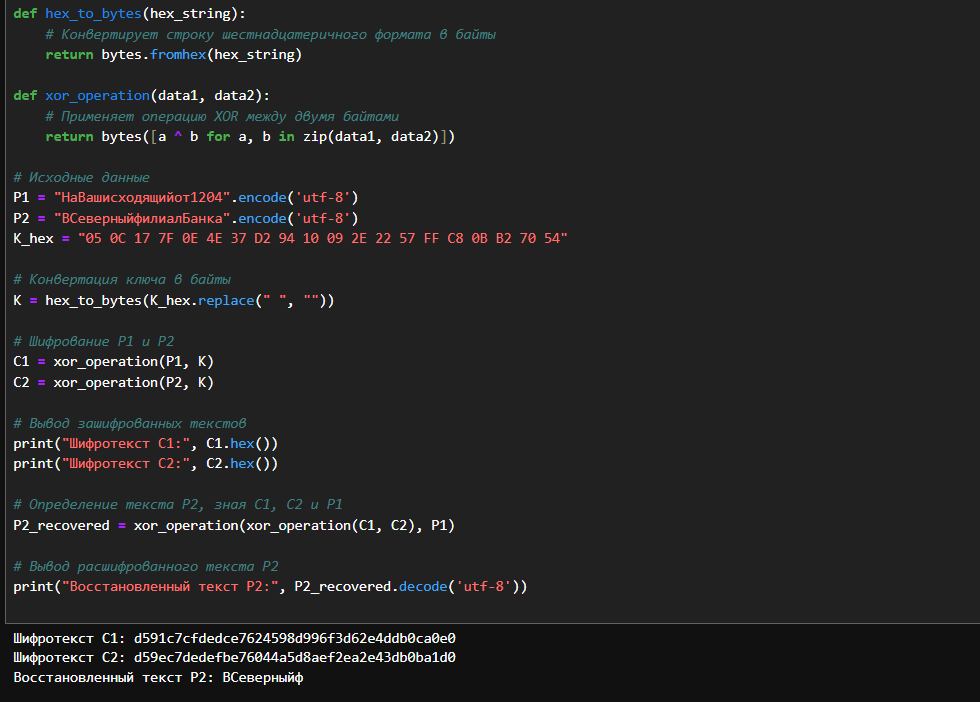 def hex_to_bytes(hex_string):
    # Конвертирует строку шестнадцатеричного формата в байты
    return bytes.fromhex(hex_string)

def xor_operation(data1, data2):
    # Применяет операцию XOR между двумя байтами
    return bytes([a ^ b for a, b in zip(data1, data2)])

# Исходные данные
P1 = "НаВашисходящийот1204".encode('utf-8')
P2 = "ВСеверныйфилиалБанка".encode('utf-8')
K_hex = "05 0C 17 7F 0E 4E 37 D2 94 10 09 2E 22 57 FF C8 0B B2 70 54"

# Конвертация ключа в байты
K = hex_to_bytes(K_hex.replace(" ", ""))

# Шифрование P1 и P2
C1 = xor_operation(P1, K)
C2 = xor_operation(P2, K)

# Вывод зашифрованных текстов
print("Шифротекст C1:", C1.hex())
print("Шифротекст C2:", C2.hex())

# Определение текста P2, зная C1, C2 и P1
P2_recovered = xor_operation(xor_operation(C1, C2), P1)

# Вывод расшифрованного текста P2
print("Восстановленный текст P2:", P2_recovered.decode('utf-8'))

Шифротекст C1: d591c7cfdedce7624598d996f3d62e4ddb0ca0e0
Шифротекст C2: d59ec7dedefbe76044a5d8aef2ea2e43db0ba1d0
Восстановленный текст P2: ВСеверныйф